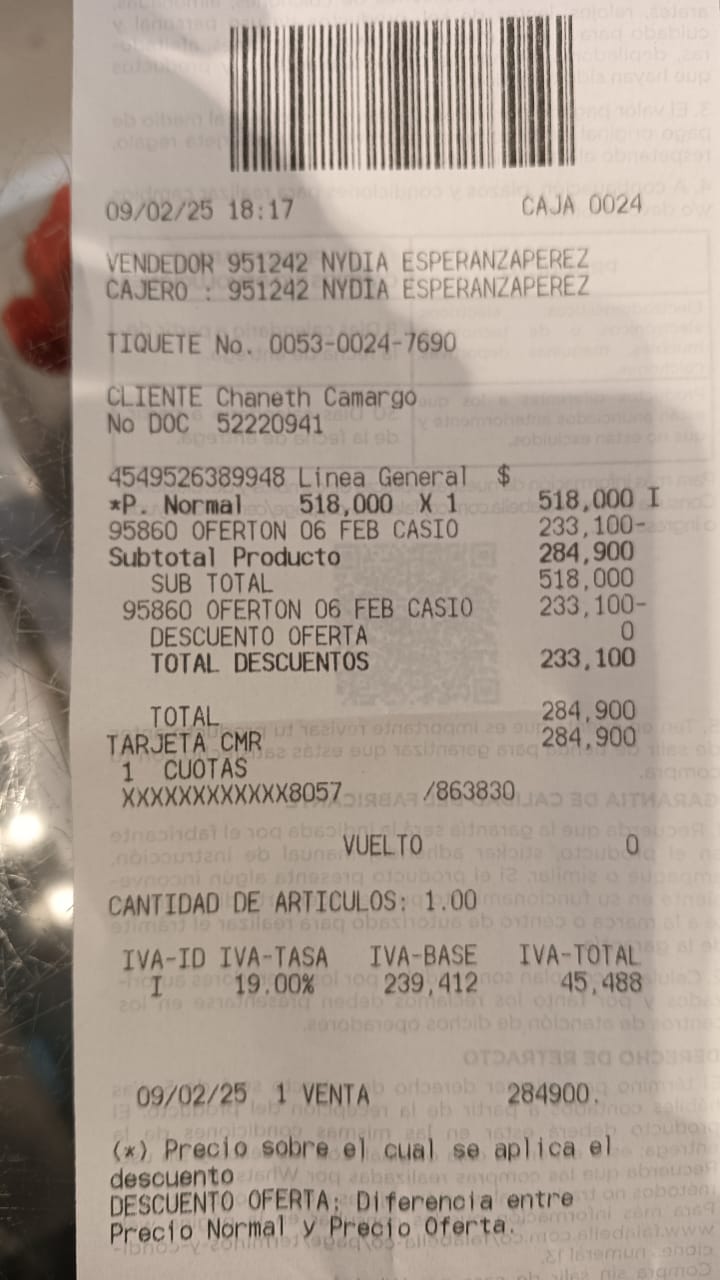 09/02/25 18:17 CAJA 0024
VENDEDOR 951242 NYDIA ESPERANZAPEREZ
CAJERO : 951242 NYDIA ESPERANZAPEREZ
TIQUETE No. 0053-0024-7690
CLIENTE Chaneth Camargo
No DOC 52220941
4549526389948 Linea General $
*P. Normal 518,000 X 1 518,000 I
95860 OFERTON 06 FEB CASIO 233,100-
Subtotal Producto 284,900
SUB TOTAL 518,000
95860 OFERTON 06 FEB CASIO 233,100-
DESCUENTO OFERTA 0
TOTAL DESCUENTOS 233,100
TOTAL 284,900
TARJETA CMR 284,900
1 CUOTAS
XXXXXXXXXXXX8057 /863830
VUELTO 0
CANTIDAD DE ARTICULOS: 1.00
IVA-ID IVA-TASA IVA-BASE IVA-TOTAL
I 19.00% 239,412 45,488
09/02/25 1 VENTA 284900.
(*) Precio sobre el cual se aplica el
descuento
DESCUENTO OFERTA: Diferencia entre
Precio Normal y Precio Oferta.